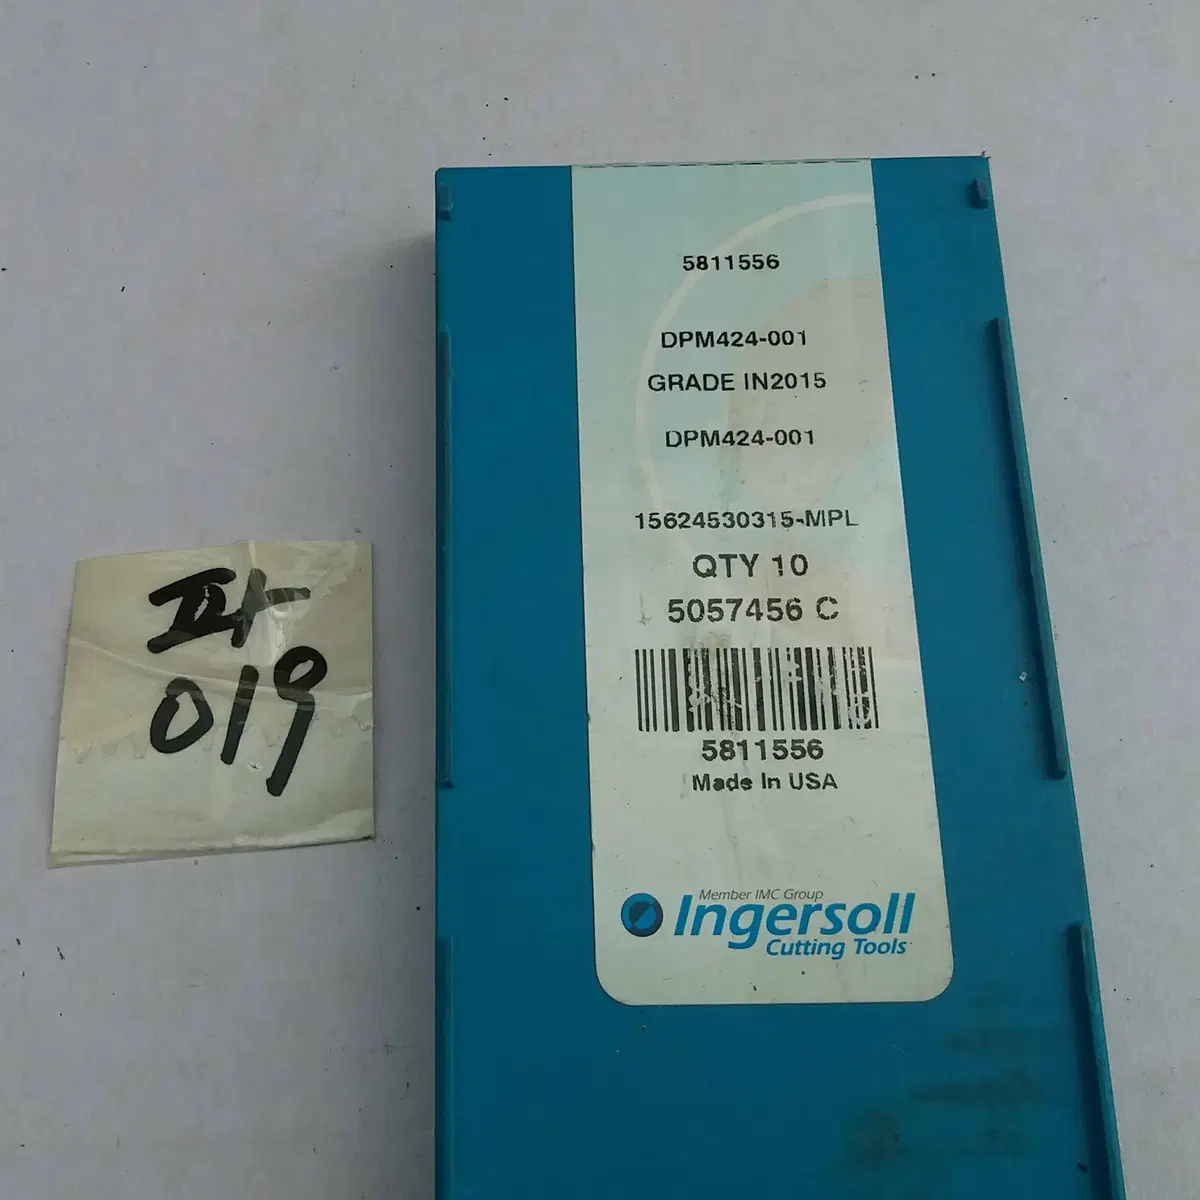 파
019
5811556
DPM424-001
GRADE IN2015
DPM424-001
15624530315-MPL
QTY 10
5057456 C
5811556
Made In USA
Member IMC Group
Ingersoll
Cutting Tools